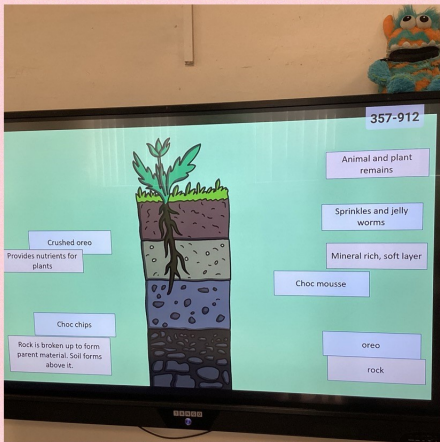 357-912
Animal and plant
remains
Sprinkles and jelly
worms
Crushed oreo
Provides nutrients for
plants
Mineral rich, soft layer
Choc mousse
Choc chips
Rock is broken up to form
parent material. Soil forms
above it.
oreo
rock